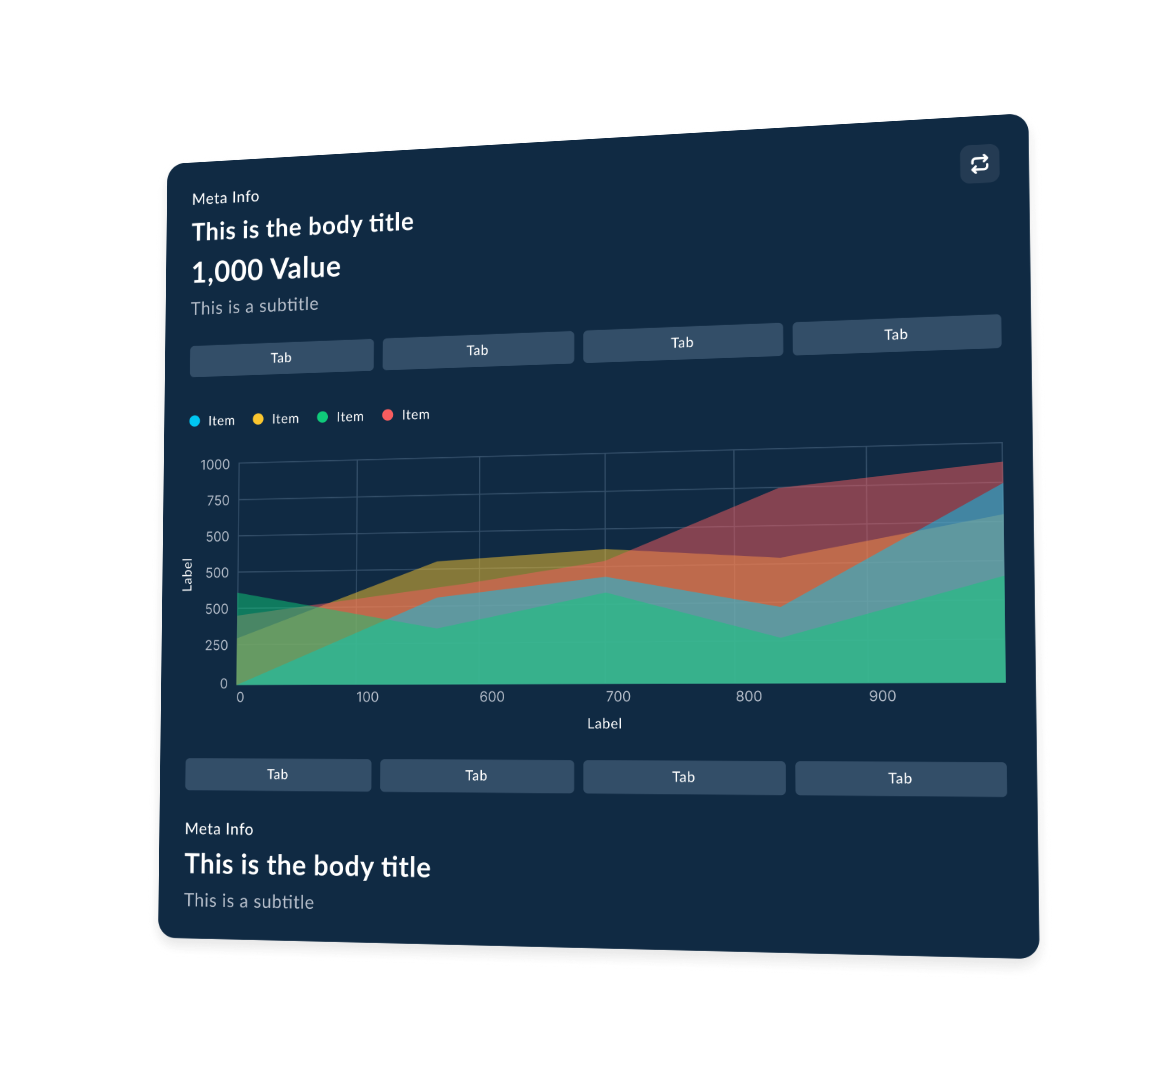 Meta Info
This is the body title
1,000 Value
This is a subtitle
Tab Tab Tab Tab
Item Item Item Item
1000
750
500
500
500
250
0
Label
0 100 600 700 800 900
Label
Tab Tab Tab Tab
Meta Info
This is the body title
This is a subtitle